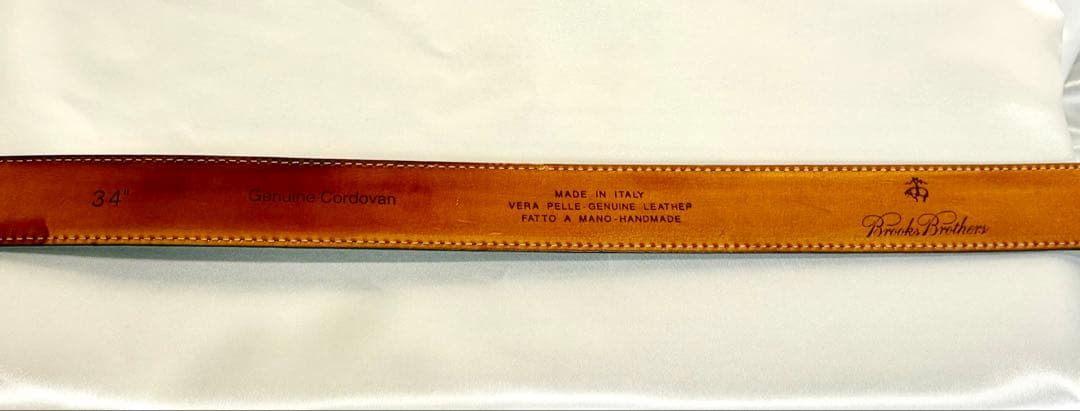 34"
Genuine Cordovan
MADE IN ITALY
VERA PELLE-GENUINE LEATHER
FATTO A MANO-HANDMADE
Brooks Brothers